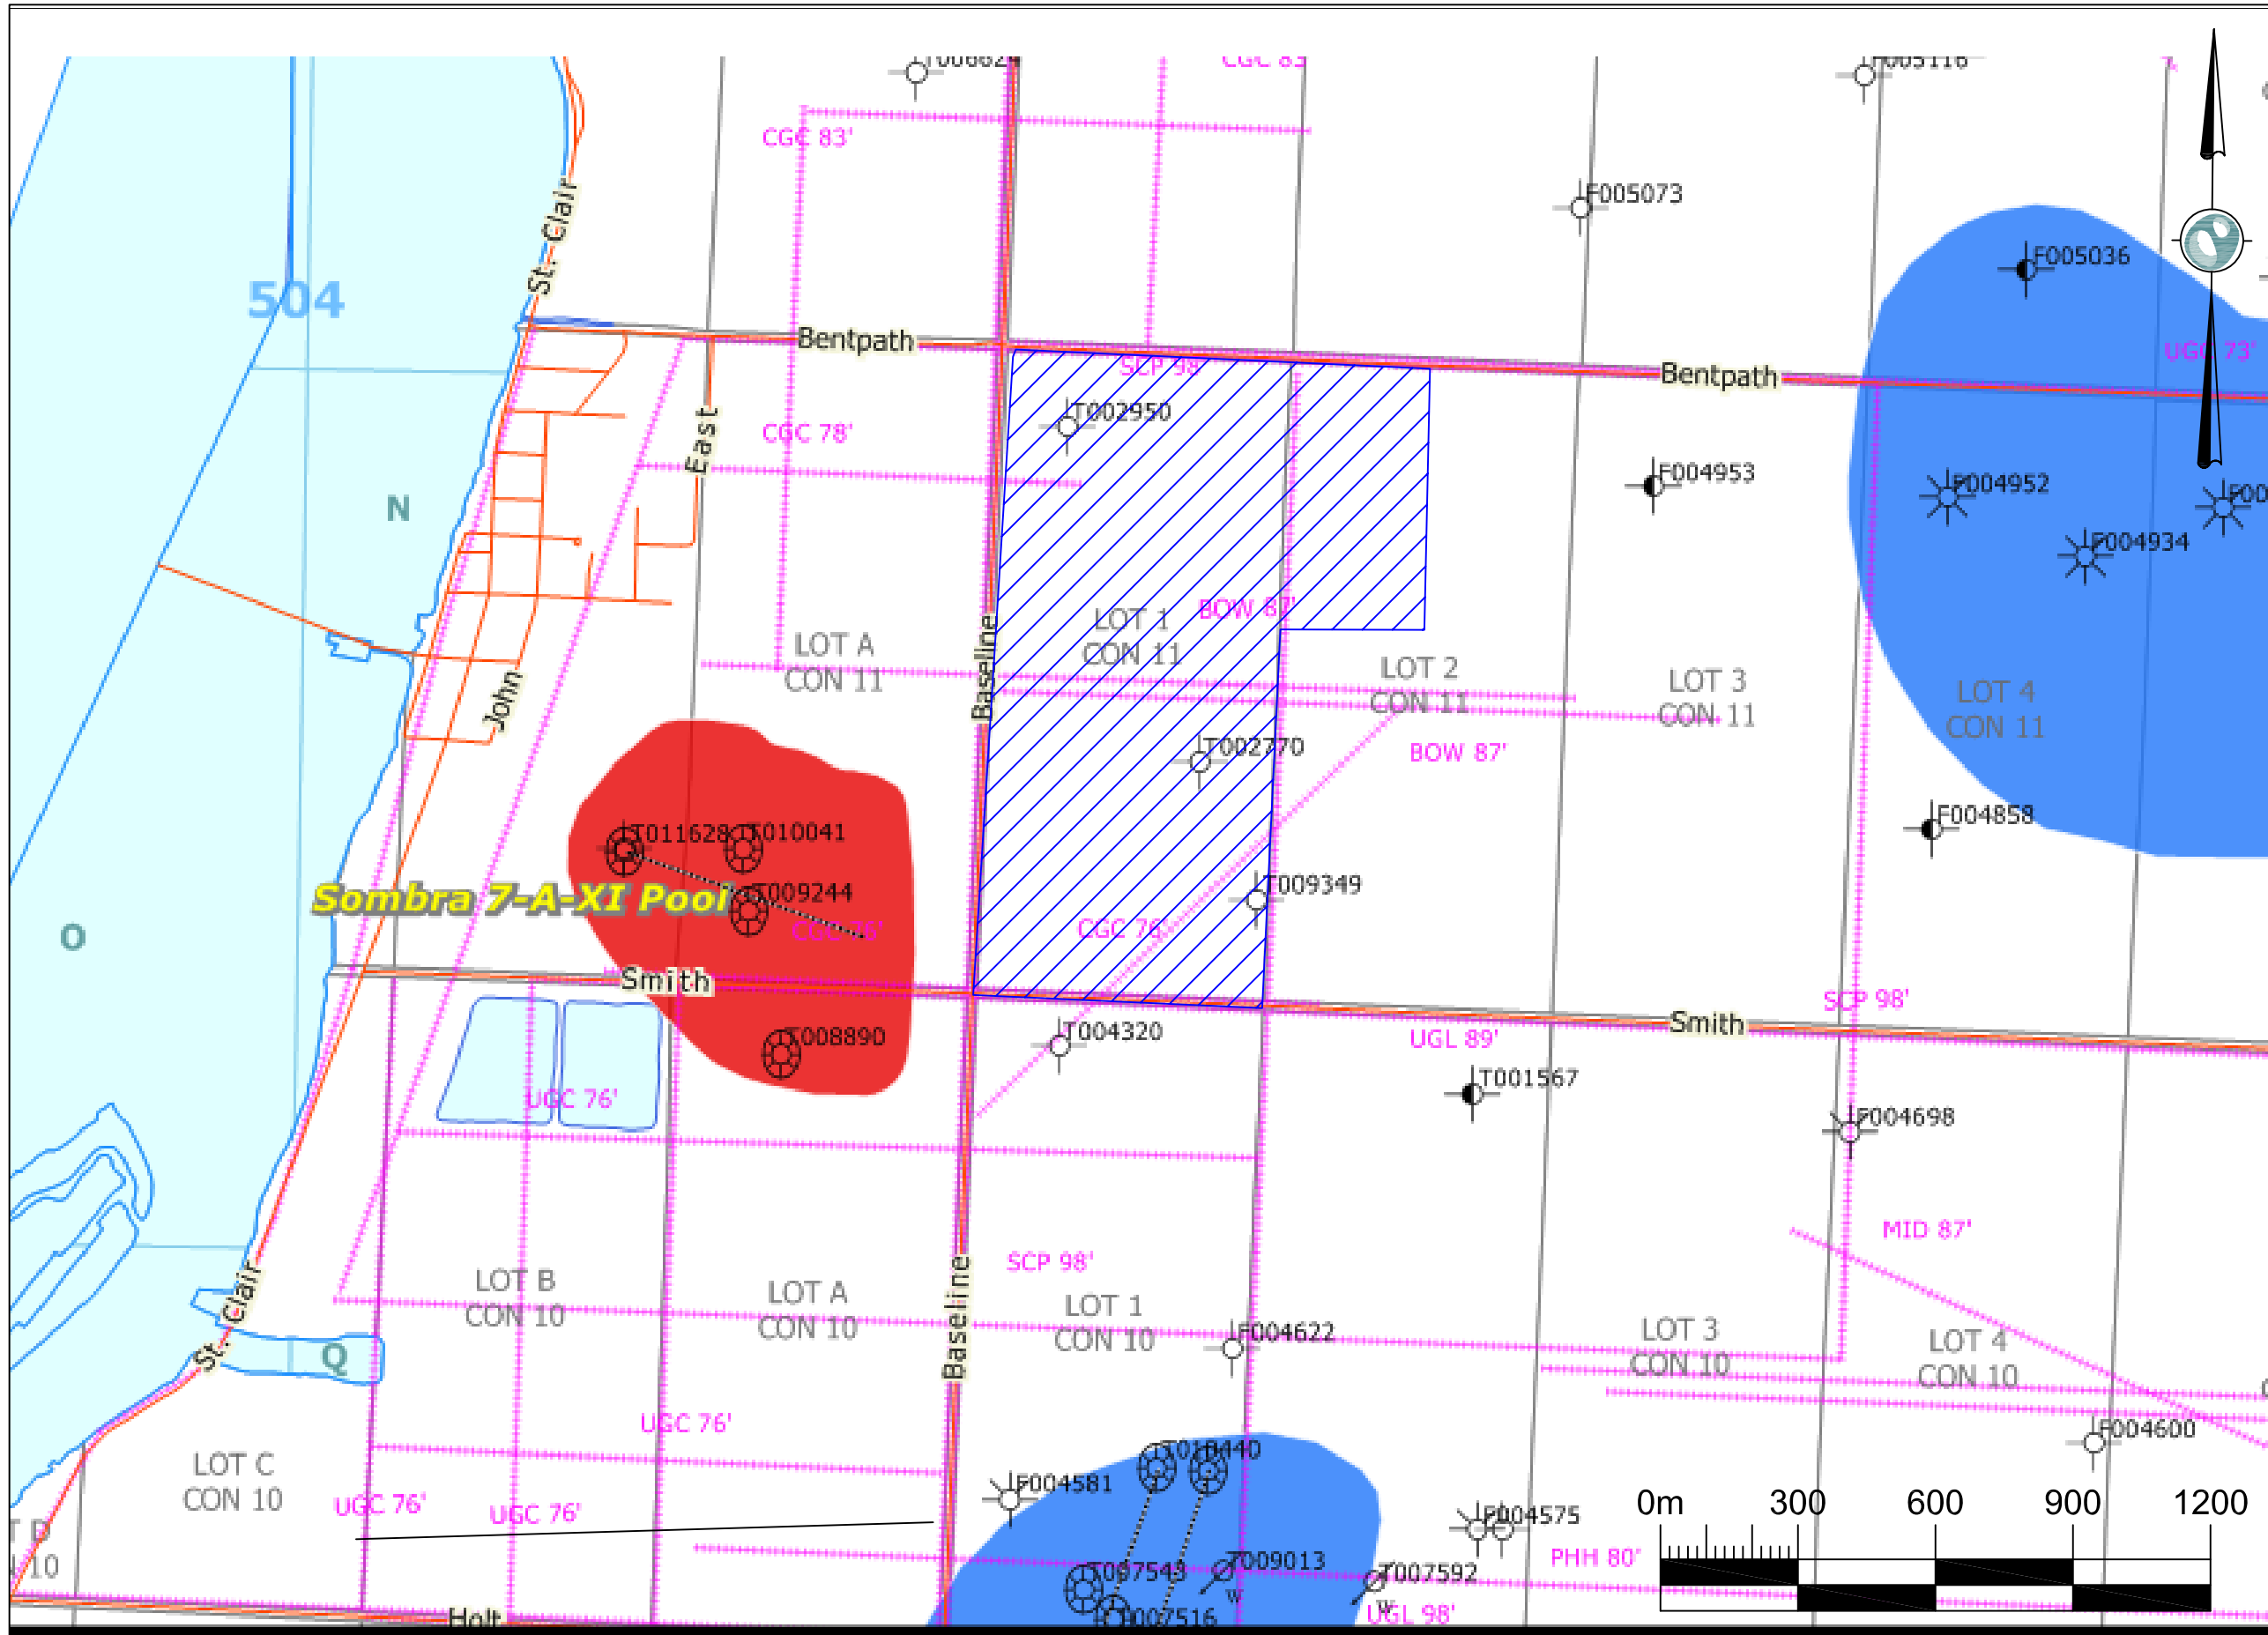 CGC 83'
St. Clair
F005073
504
F005036
Bentpath
UGC 73'
SCP 98'
Bentpath
T002950
CGC 78'
East
F004953
F004952
N
F004934
BOW 87'
LOT 1
CON 11
LOT A
CON 11
Baseline
LOT 2
CON 11
LOT 3
CON 11
LOT 4
CON 11
John
T002770
BOW 87'
T011628
T010041
F004858
Sombra 7-A-XI Pool
T009244
T009349
CGC 76'
CGC 76'
O
Smith
SCP 98'
Smith
T008890
T004320
UGL 89'
T001567
UGC 76'
F004698
MID 87'
SCP 98'
LOT B
CON 10
LOT A
CON 10
LOT 1
CON 10
Baseline
St. Clair
Q
F004622
LOT 3
CON 10
LOT 4
CON 10
UGC 76'
F004600
LOT C
CON 10
T010440
F004581
UGC 76'
UGC 76'
F004575
0m 300 600 900 1200
PHH 80'
T007543
T009013
W
T007592
W
T007516
UGL 98'
Holt